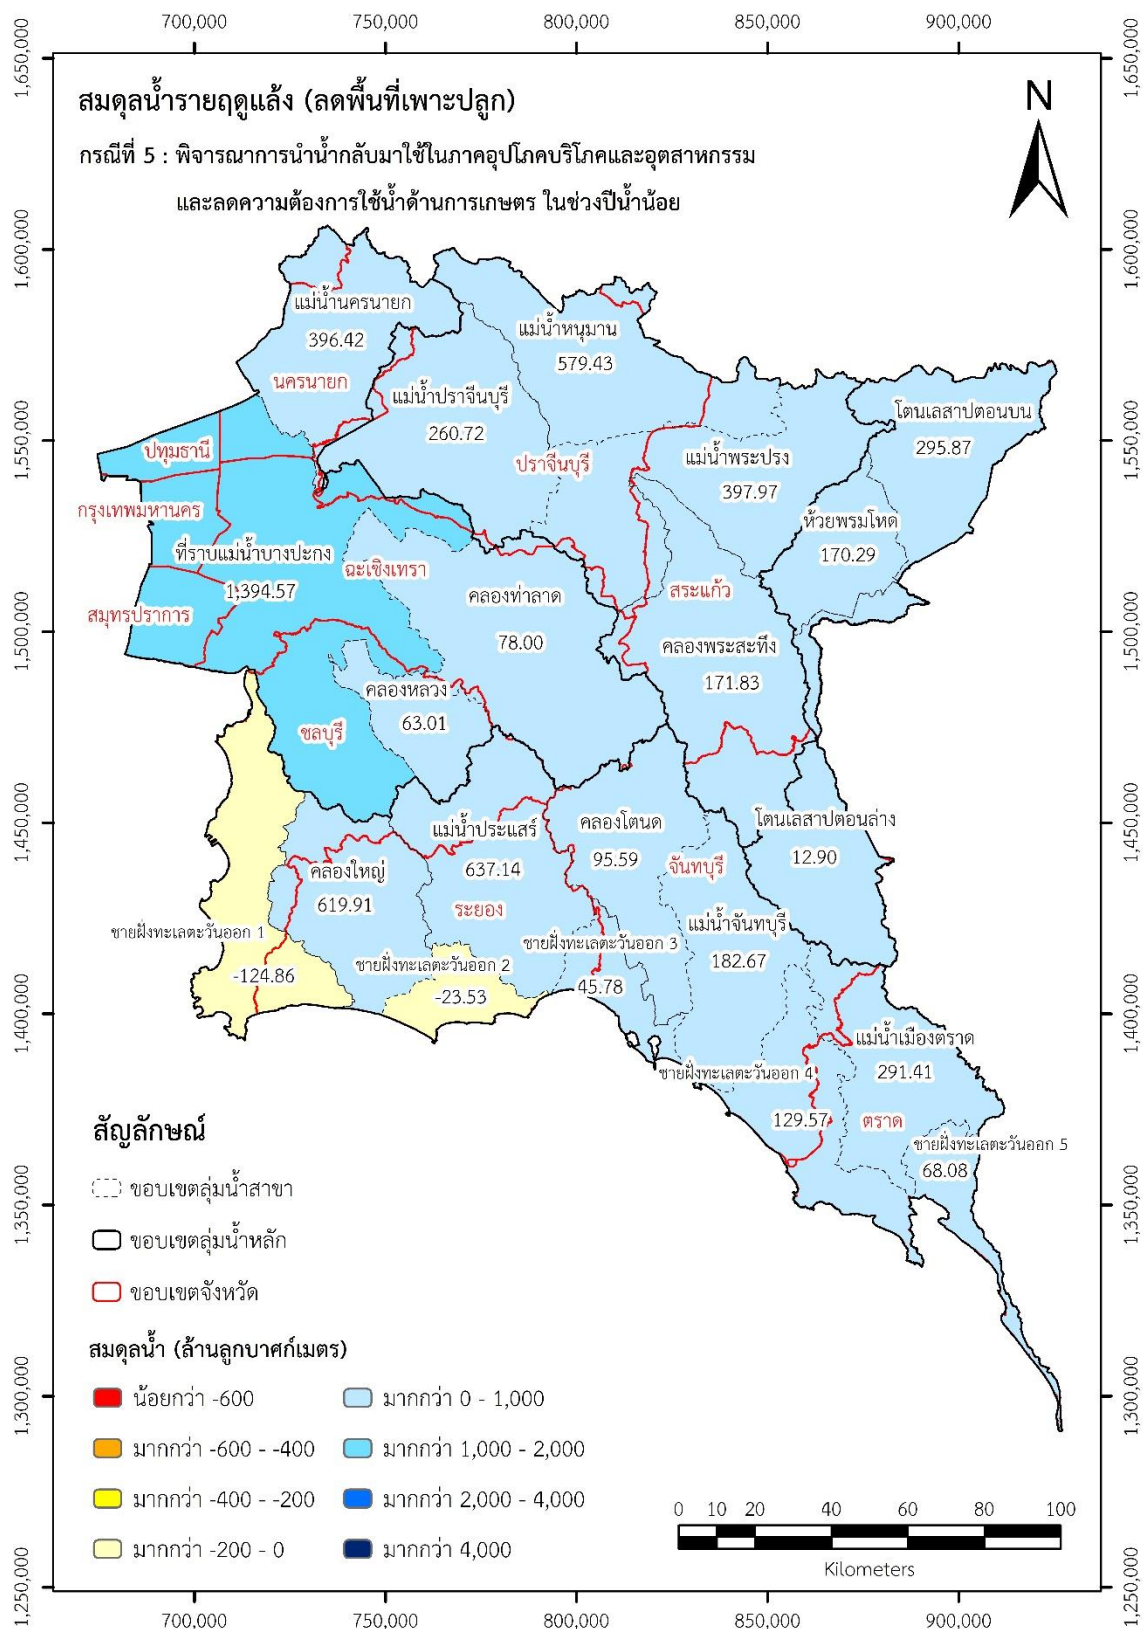 700,000 750,000 800,000 850,000 900,000
1,650,000 1,650,000
สมดุลน้ำรายฤดูแล้ง (ลดพื้นที่เพาะปลูก)
N
กรณีที่ 5 : พิจารณาการนำน้ำกลับมาใช้ในภาคอุปโภคบริโภคและอุตสาหกรรม
และลดความต้องการใช้น้ำด้านการเกษตร ในช่วงปีน้ำน้อย
1,600,000 1,600,000
แม่น้ำนครนายก
396.42
นครนายก
แม่น้ำหนุมาน
579.43
แม่น้ำปราจีนบุรี
260.72
โตนเลสาปตอนบน
295.87
1,550,000 1,550,000
ปทุมธานี
ปราจีนบุรี
แม่น้ำพระปรง
397.97
กรุงเทพมหานคร
ห้วยพรมโหด
170.29
ที่ราบแม่น้ำบางปะกง
1,394.57
ฉะเชิงเทรา
สมุทรปราการ
คลองท่าลาด
78.00
สระแก้ว
1,500,000 1,500,000
คลองพระสะทึง
171.83
คลองหลวง
63.01
ชลบุรี
1,450,000 1,450,000
แม่น้ำประแสร์
637.14
คลองโตนด
95.59
โตนเลสาปตอนล่าง
12.90
คลองใหญ่
619.91
จันทบุรี
ระยอง
แม่น้ำจันทบุรี
182.67
ชายฝั่งทะเลตะวันออก 1
-124.86
ชายฝั่งทะเลตะวันออก 2
-23.53
ชายฝั่งทะเลตะวันออก 3
45.78
1,400,000 1,400,000
แม่น้ำเมืองตราด
291.41
ชายฝั่งทะเลตะวันออก 4
129.57
ตราด
ชายฝั่งทะเลตะวันออก 5
68.08
สัญลักษณ์
ขอบเขตลุ่มน้ำสาขา
1,350,000 1,350,000
ขอบเขตลุ่มน้ำหลัก
ขอบเขตจังหวัด
สมดุลน้ำ (ล้านลูกบาศก์เมตร)
1,300,000 1,300,000
น้อยกว่า -600
มากกว่า -600 - -400
มากกว่า -400 - -200
มากกว่า -200 - 0
มากกว่า 0 - 1,000
มากกว่า 1,000 - 2,000
มากกว่า 2,000 - 4,000
มากกว่า 4,000
0 10 20 40 60 80 100
Kilometers
1,250,000 1,250,000
700,000 750,000 800,000 850,000 900,000